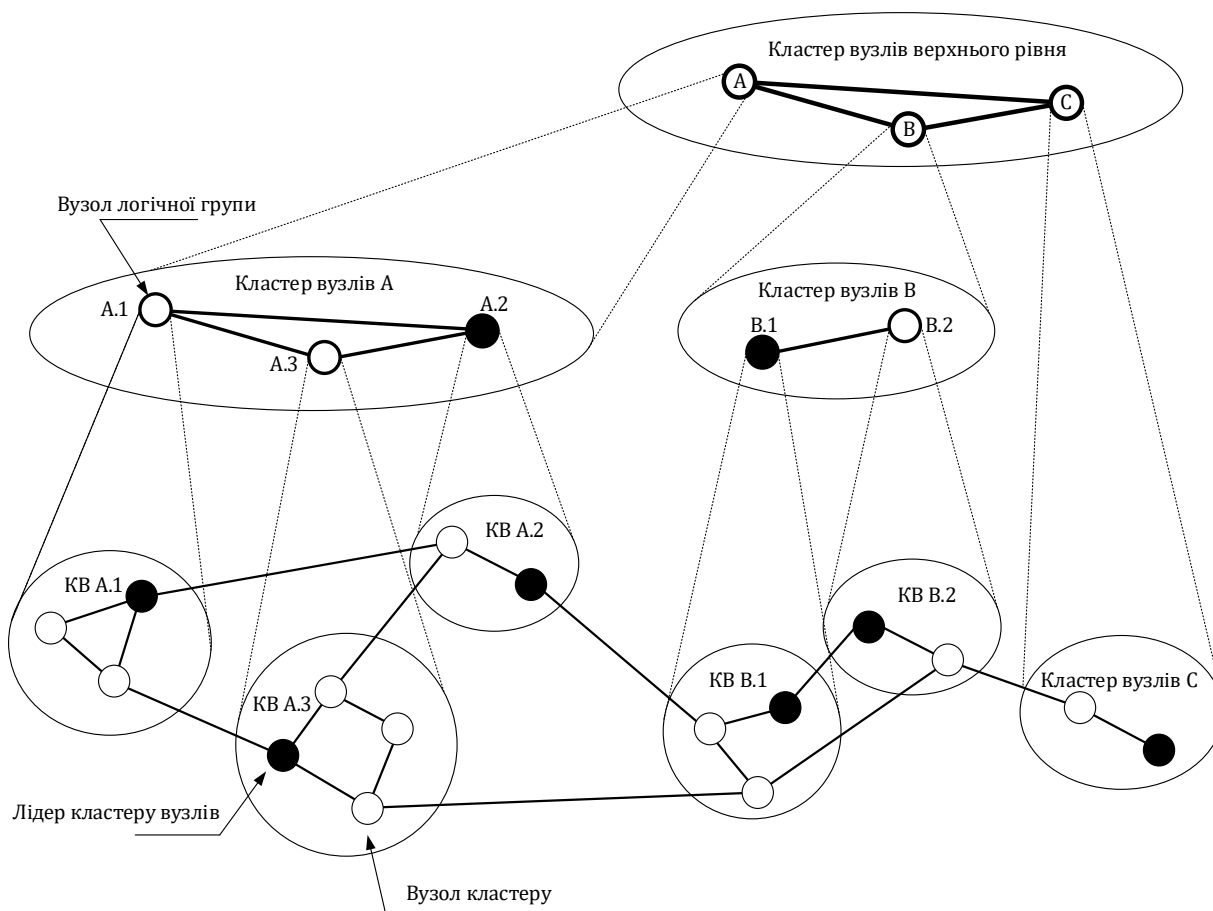 Кластер вузлів верхнього рівня
A
C
B
Вузол логічної групи
Кластер вузлів A
A.1
A.2
A.3
Кластер вузлів B
B.1
B.2
КВ A.2
КВ A.1
КВ B.2
КВ A.3
КВ B.1
Кластер вузлів C
Лідер кластеру вузлів
Вузол кластеру